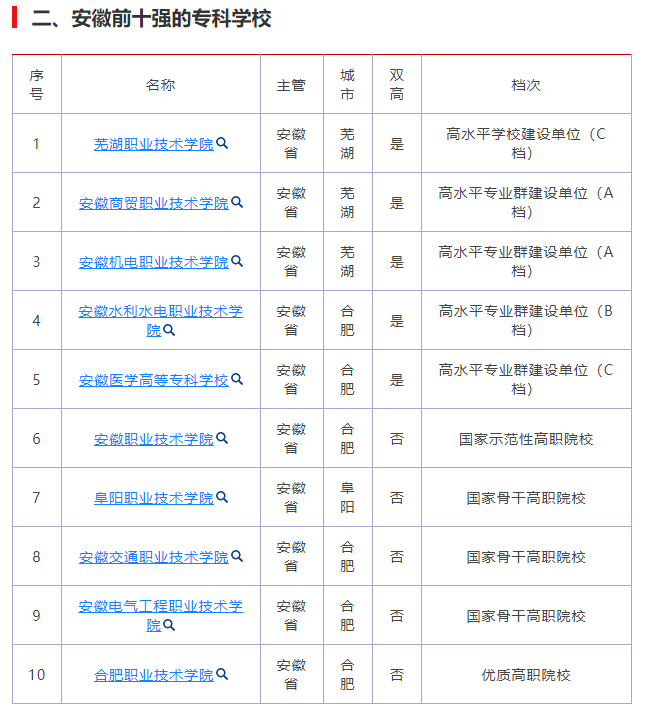 二、安徽前十强的专科学校
序号 名称 主管 城市 双高 档次
1 芜湖职业技术学院 安徽省 芜湖 是 高水平学校建设单位（C档）
2 安徽商贸职业技术学院 安徽省 芜湖 是 高水平专业群建设单位（A档）
3 安徽机电职业技术学院 安徽省 芜湖 是 高水平专业群建设单位（A档）
4 安徽水利水电职业技术学院 安徽省 合肥 是 高水平专业群建设单位（B档）
5 安徽医学高等专科学校 安徽省 合肥 是 高水平专业群建设单位（C档）
6 安徽职业技术学院 安徽省 合肥 否 国家示范性高职院校
7 阜阳职业技术学院 安徽省 阜阳 否 国家骨干高职院校
8 安徽交通职业技术学院 安徽省 合肥 否 国家骨干高职院校
9 安徽电气工程职业技术学院 安徽省 合肥 否 国家骨干高职院校
10 合肥职业技术学院 安徽省 合肥 否 优质高职院校